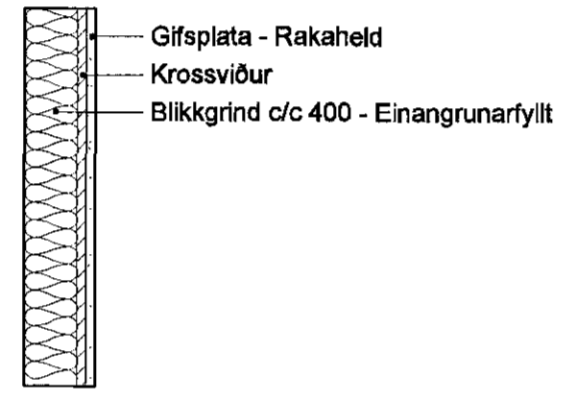 Gifsplata - Rakaheld
Krossviður
Blikkgrind c/c 400 - Einangrunarfyllt